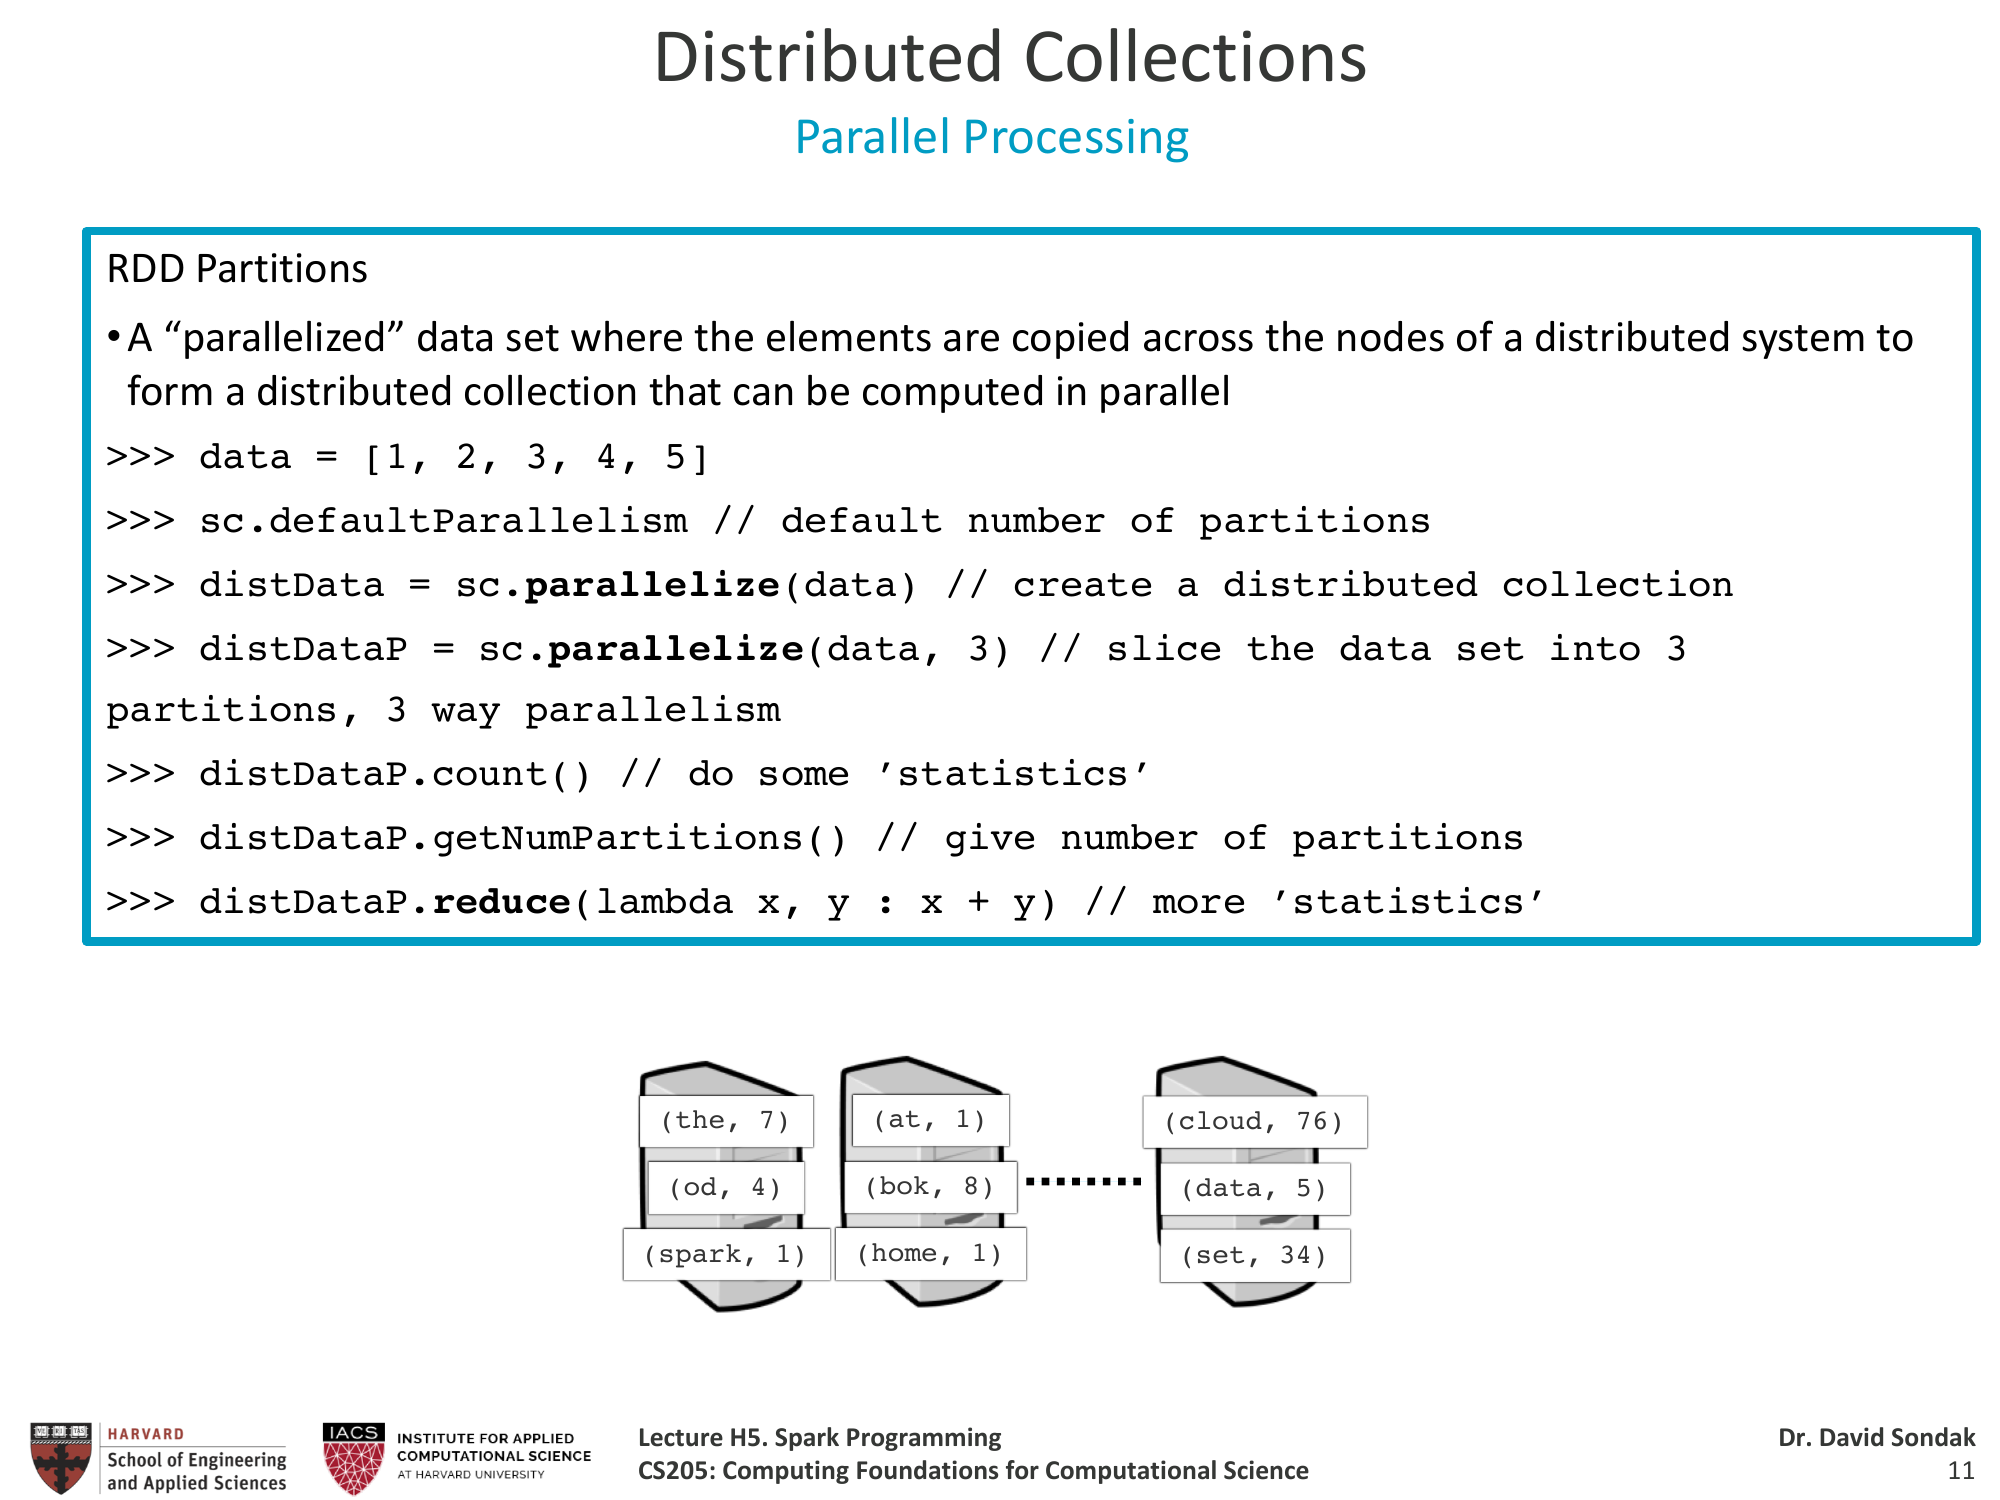 Distributed Collections
Parallel Processing
RDD Partitions
• A “parallelized” data set where the elements are copied across the nodes of a distributed system to
form a distributed collection that can be computed in parallel
>>> data = [1, 2, 3, 4, 5]
>>> sc.defaultParallelism // default number of partitions
>>> distData = sc.parallelize(data) // create a distributed collection
>>> distDataP = sc.parallelize(data, 3) // slice the data set into 3
partitions, 3 way parallelism
>>> distDataP.count() // do some ’statistics’
>>> distDataP.getNumPartitions() // give number of partitions
>>> distDataP.reduce(lambda x, y : x + y) // more ’statistics’
(the, 7)
(od, 4)
(spark, 1)
(at, 1)
(bok, 8)
(home, 1)
(cloud, 76)
(data, 5)
(set, 34)
HARVARD
School of Engineering
and Applied Sciences
IACS
INSTITUTE FOR APPLIED
COMPUTATIONAL SCIENCE
AT HARVARD UNIVERSITY
Lecture H5. Spark Programming
CS205: Computing Foundations for Computational Science
Dr. David Sondak
11